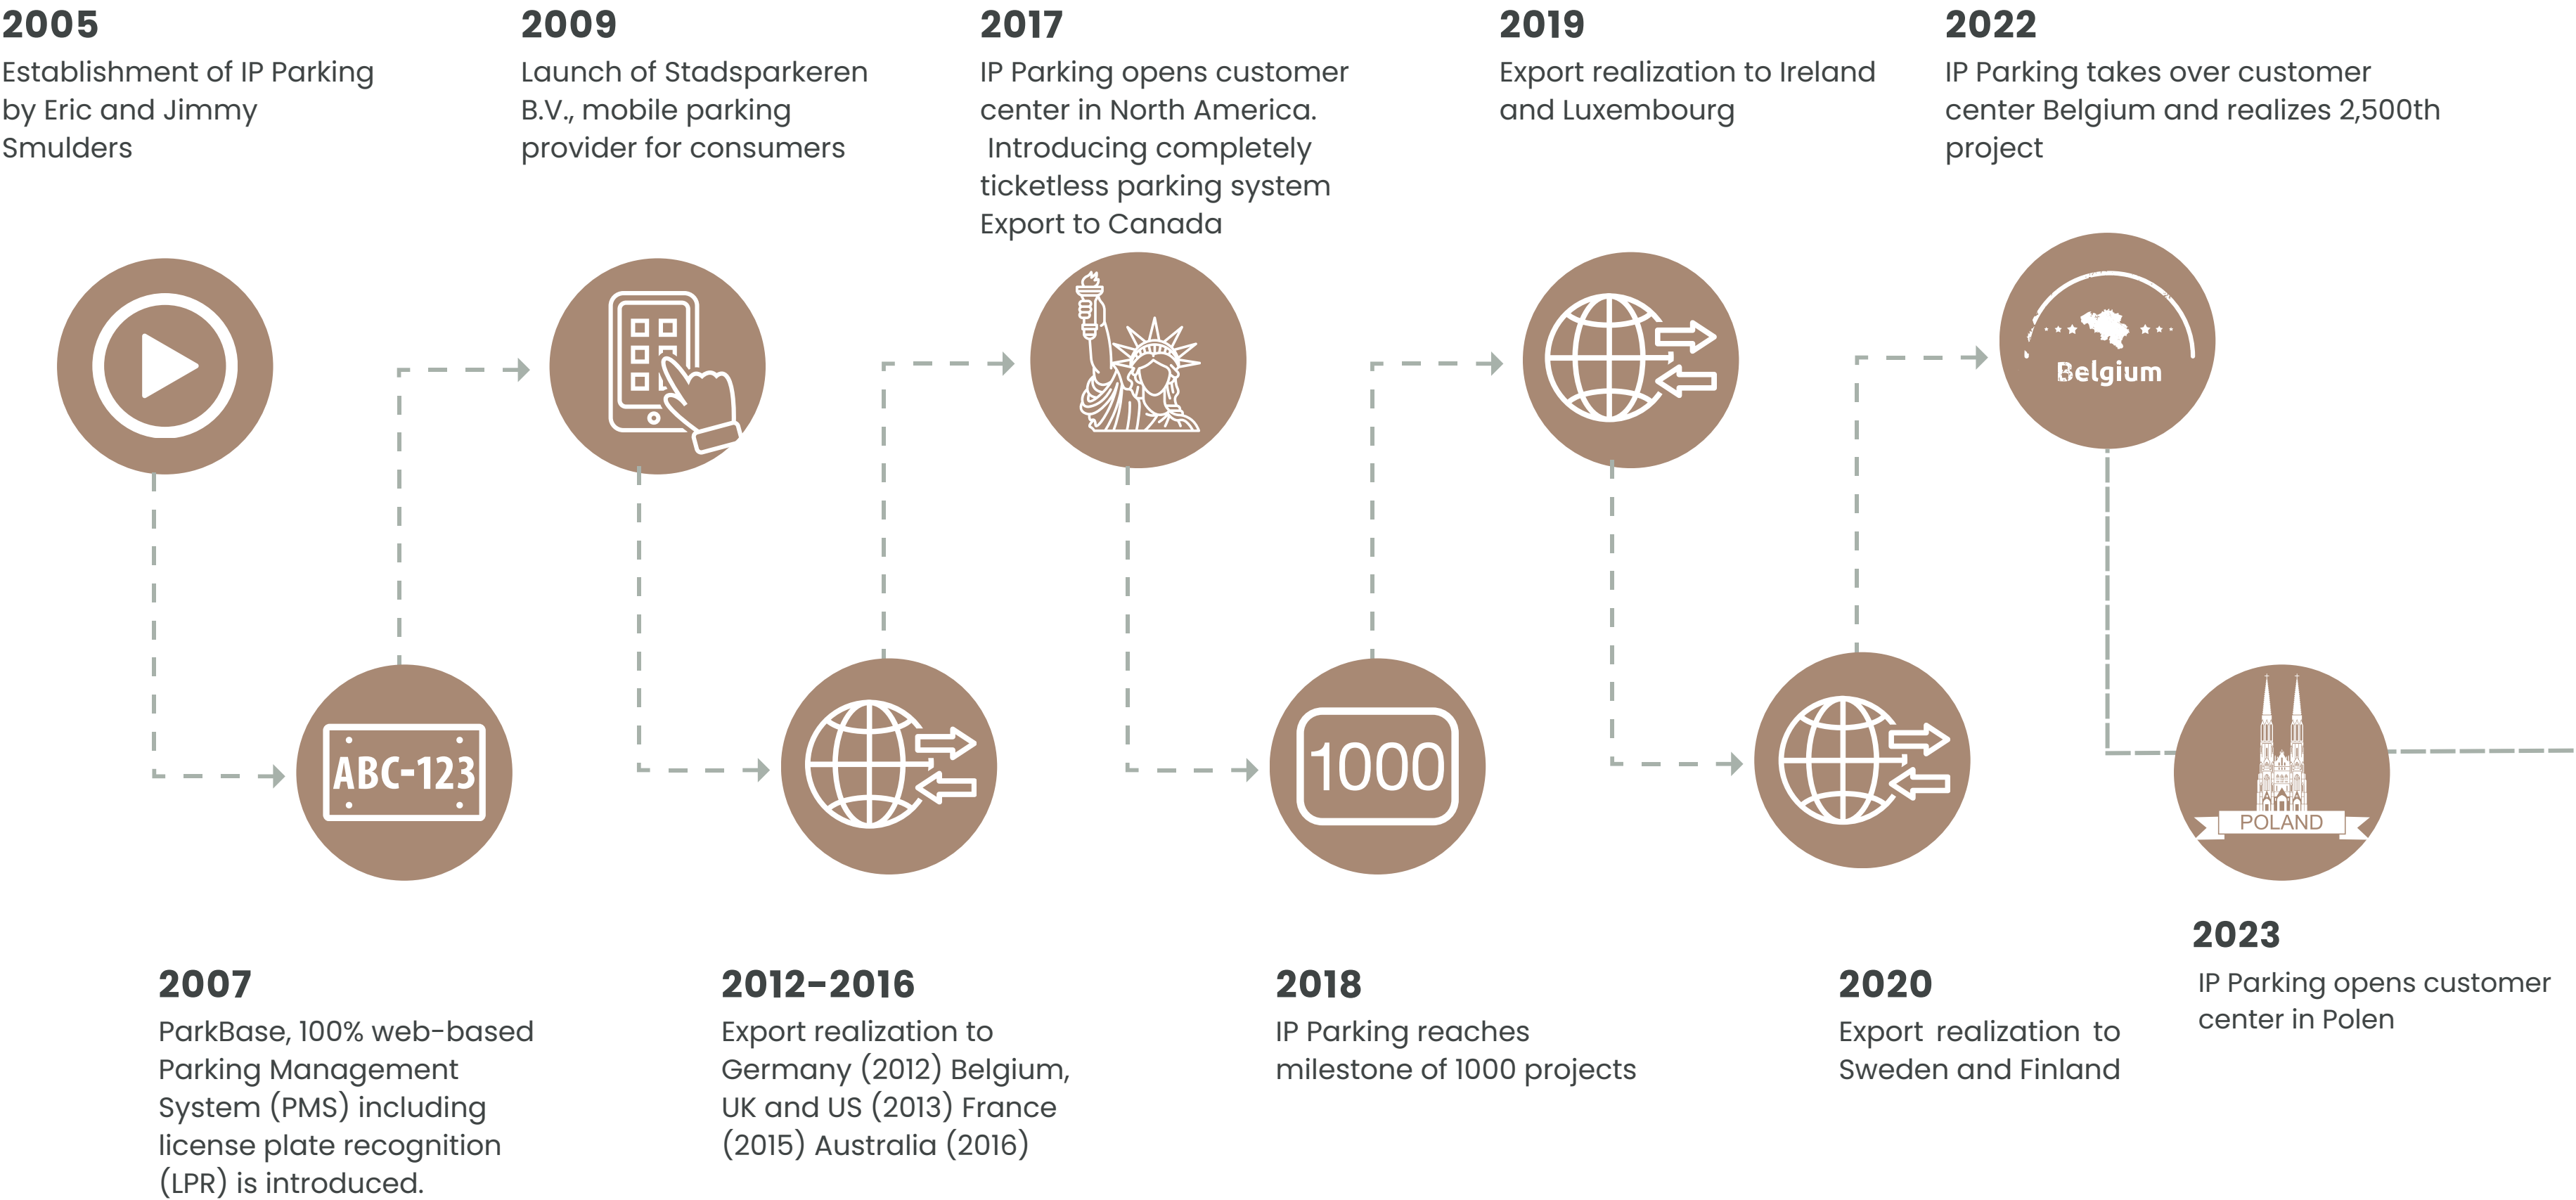 2005
Establishment of IP Parking
by Eric and Jimmy
Smulders
ABC-123
2007
ParkBase, 100% web-based
Parking Management
System (PMS) including
license plate recognition
(LPR) is introduced.
2009
Launch of Stadsparkeren
B.V., mobile parking
provider for consumers
2012-2016
Export realization to
Germany (2012) Belgium,
UK and US (2013) France
(2015) Australia (2016)
2017
IP Parking opens customer
center in North America.
Introducing completely
ticketless parking system
Export to Canada
1000
2018
IP Parking reaches
milestone of 1000 projects
2019
Export realization to Ireland
and Luxembourg
2020
Export realization to
Sweden and Finland
2022
IP Parking takes over customer
center Belgium and realizes 2,500th
project
Belgium
POLAND
2023
IP Parking opens customer
center in Polen